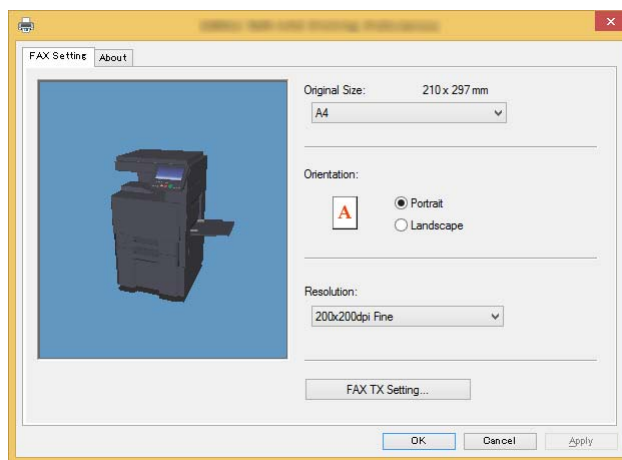 FAX Setting
About
Original Size: 210 x 297 mm
A4
Orientation:
A
Portrait
Landscape
Resolution:
200x200dpi Fine
FAX TX Setting...
OK Cancel Apply